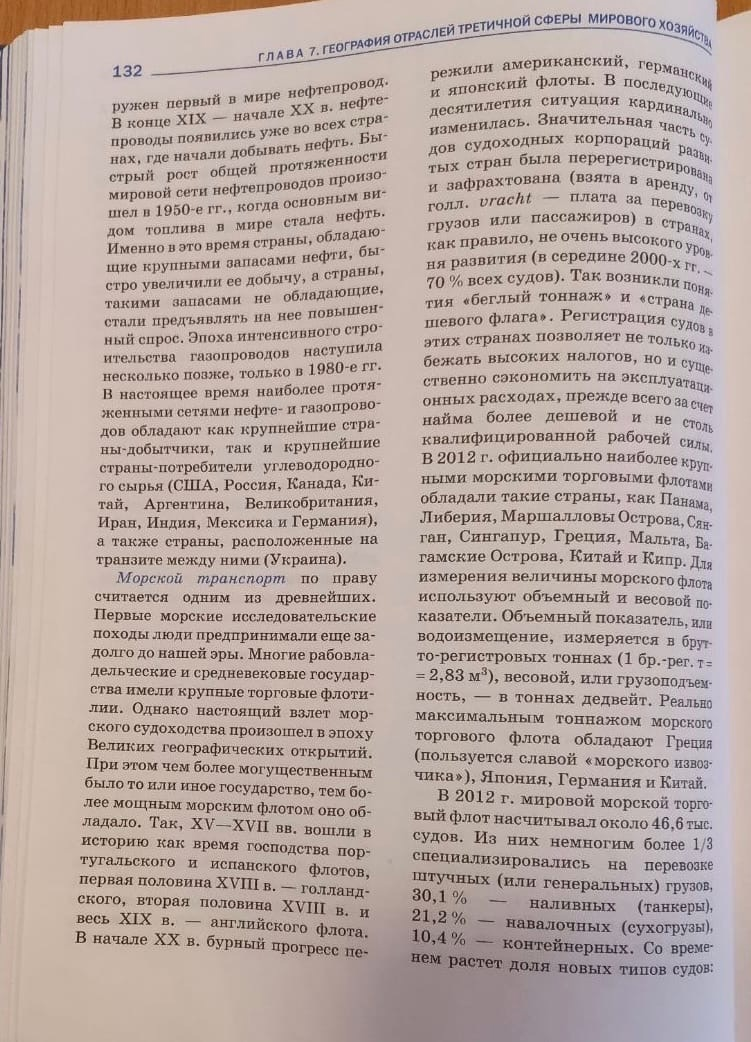 132
ГЛАВА 7. ГЕОГРАФИЯ ОТРАСЛЕЙ ТРЕТИЧНОЙ СФЕРЫ МИРОВОГО ХОЗЯЙСТВА
ружен первый в мире нефтепровод.
В конце XIX — начале XX в. нефте-
проводы появились уже во всех стра-
нах, где начали добывать нефть. Бы-
стрый рост общей протяженности
мировой сети нефтепроводов произо-
шел в 1950-е гг., когда основным ви-
дом топлива в мире стала нефть.
Именно в это время страны, обладаю-
щие крупными запасами нефти, бы-
стро увеличили ее добычу, а страны,
такими запасами не обладающие,
стали предъявлять на нее повышен-
ный спрос. Эпоха интенсивного стро-
ительства газопроводов наступила
несколько позже, только в 1980-е гг.
В настоящее время наиболее протя-
женными сетями нефте- и газопрово-
дов обладают как крупнейшие стра-
ны-добытчики, так и крупнейшие
страны-потребители углеводородно-
го сырья (США, Россия, Канада, Ки-
тай, Аргентина, Великобритания,
Иран, Индия, Мексика и Германия),
а также страны, расположенные на
транзите между ними (Украина).
Морской транспорт по праву
считается одним из древнейших.
Первые морские исследовательские
походы люди предпринимали еще за-
долго до нашей эры. Многие рабовла-
дельческие и средневековые государ-
ства имели крупные торговые флоти-
лии. Однако настоящий взлет мор-
ского судоходства произошел в эпоху
Великих географических открытий.
При этом чем более могущественным
было то или иное государство, тем бо-
лее мощным морским флотом оно об-
ладало. Так, XV—XVII вв. вошли в
историю как время господства пор-
тугальского и испанского флотов,
первая половина XVIII в. — голланд-
ского, вторая половина XVIII в. и
весь XIX в. — английского флота.
В начале XX в. бурный прогресс пе-
режили американский, германский
и японский флоты. В последующие
десятилетия ситуация кардинально
изменилась. Значительная часть су-
дов судоходных корпораций разви-
тых стран была перерегистрирована
и зафрахтована (взята в аренду, от
голл. vracht — плата за перевозку
грузов или пассажиров) в странах,
как правило, не очень высокого уров-
ня развития (в середине 2000-х гг. —
70 % всех судов). Так возникли поня-
тия «беглый тоннаж» и «страна де-
шевого флага». Регистрация судов в
этих странах позволяет не только из-
бежать высоких налогов, но и суще-
ственно сэкономить на эксплуатаци-
онных расходах, прежде всего за счет
найма более дешевой и не столь
квалифицированной рабочей силы.
В 2012 г. официально наиболее круп-
ными морскими торговыми флотами
обладали такие страны, как Панама,
Либерия, Маршалловы Острова, Сян-
ган, Сингапур, Греция, Мальта, Ба-
гамские Острова, Китай и Кипр. Для
измерения величины морского флота
используют объемный и весовой по-
казатели. Объемный показатель, или
водоизмещение, измеряется в брут-
то-регистровых тоннах (1 бр.-рег. т =
= 2,83 м³), весовой, или грузоподъем-
ность, — в тоннах дедвейт. Реально
максимальным тоннажом морского
торгового флота обладают Греция
(пользуется славой «морского извоз-
чика»), Япония, Германия и Китай.
В 2012 г. мировой морской торго-
вый флот насчитывал около 46,6 тыс.
судов. Из них немногим более 1/3
специализировались на перевозке
штучных (или генеральных) грузов,
30,1 % — наливных (танкеры),
21,2 % — навалочных (сухогрузы),
10,4 % — контейнерных. Со време-
нем растет доля новых типов судов: